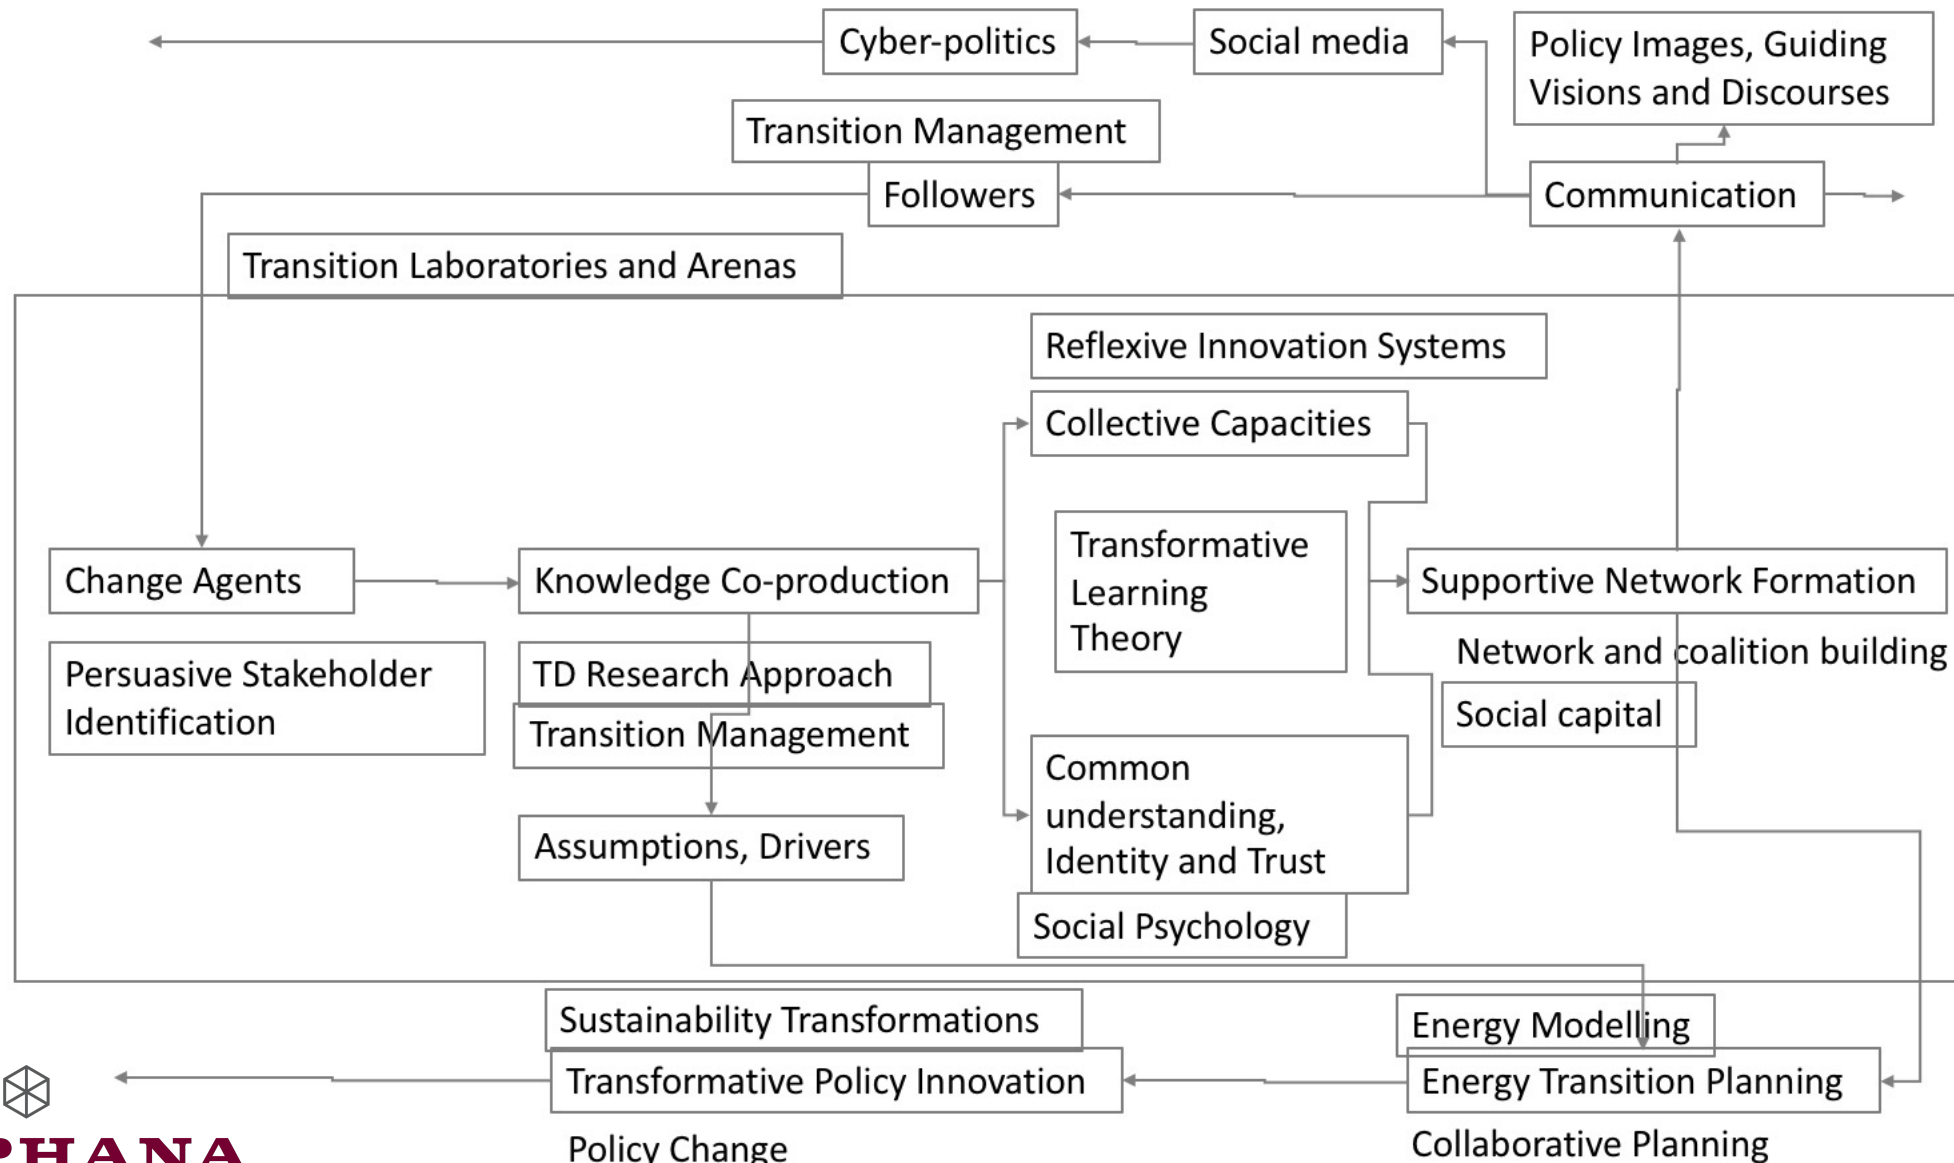 Cyber-politics
Social media
Policy Images, Guiding
Visions and Discourses
Transition Management
Followers
Communication
Transition Laboratories and Arenas
Reflexive Innovation Systems
Collective Capacities
Transformative
Learning
Theory
Change Agents
Knowledge Co-production
Supportive Network Formation
Persuasive Stakeholder
Identification
TD Research Approach
Transition Management
Network and coalition building
Social capital
Common
understanding,
Identity and Trust
Assumptions, Drivers
Social Psychology
Sustainability Transformations
Energy Modelling
Transformative Policy Innovation
Energy Transition Planning
Policy Change
Collaborative Planning
PHANA